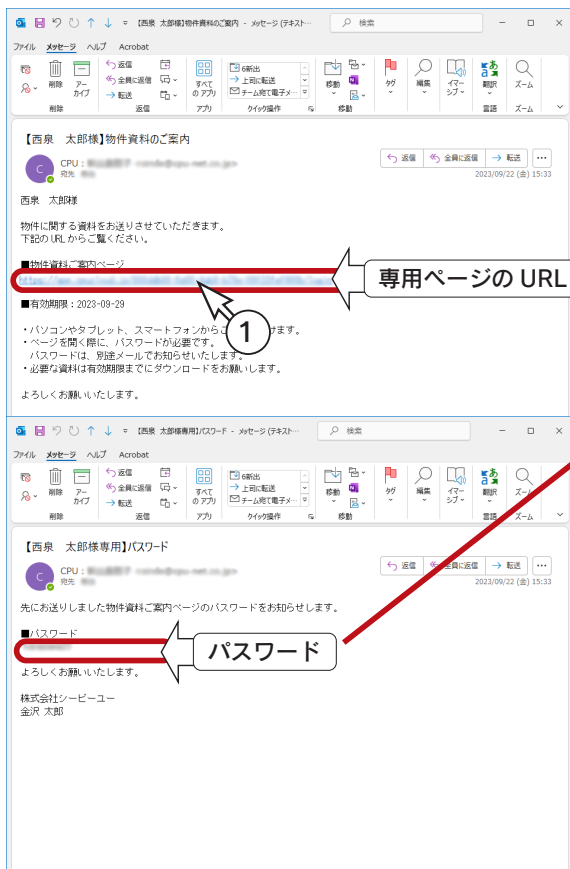 【西泉 太郎様】物件資料のご案内 - メッセージ (テキスト…
検索
ファイル メッセージ ヘルプ Acrobat
削除
アーカイブ
返信
全員に返信
転送
すべてのアプリ
6新出
上司に転送
チーム宛て電子メ…
移動
タグ
編集
イマーシブ
翻訳
ズーム
削除 返信 アプリ クイック操作 移動 言語 ズーム
【西泉 太郎様】物件資料のご案内
C
CPU :
宛先
返信 全員に返信 転送
2023/09/22 (金) 15:33
西泉 太郎様
物件に関する資料をお送りさせていただきます。
下記の URL からご覧ください。
■物件資料ご案内ページ
専用ページの URL
■有効期限：2023-09-29
1
・パソコンやタブレット、スマートフォンからご けます。
・ページを開く際に、パスワードが必要です。
パスワードは、別途メールでお知らせいたします。
・必要な資料は有効期限までにダウンロードをお願いします。
よろしくお願いいたします。
【西泉 太郎様専用】パスワード - メッセージ (テキスト…
検索
ファイル メッセージ ヘルプ Acrobat
削除
アーカイブ
返信
全員に返信
転送
すべてのアプリ
6新出
上司に転送
チーム宛て電子メ…
移動
タグ
編集
イマーシブ
翻訳
ズーム
削除 返信 アプリ クイック操作 移動 言語 ズーム
【西泉 太郎様専用】パスワード
C
CPU :
宛先
返信 全員に返信 転送
2023/09/22 (金) 15:33
先にお送りしました物件資料ご案内ページのパスワードをお知らせします。
■パスワード
パスワード
よろしくお願いいたします。
株式会社シーピーユー
金沢 太郎